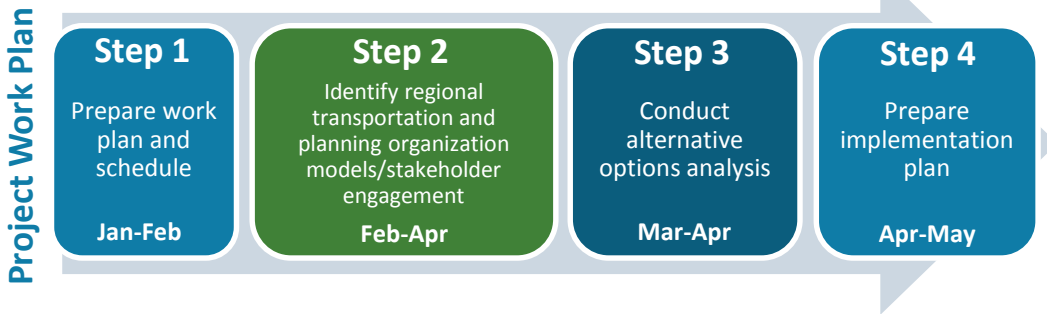 Project Work Plan
Step 1
Prepare work
plan and
schedule
Jan-Feb
Step 2
Identify regional
transportation and
planning organization
models/stakeholder
engagement
Feb-Apr
Step 3
Conduct
alternative
options analysis
Mar-Apr
Step 4
Prepare
implementation
plan
Apr-May